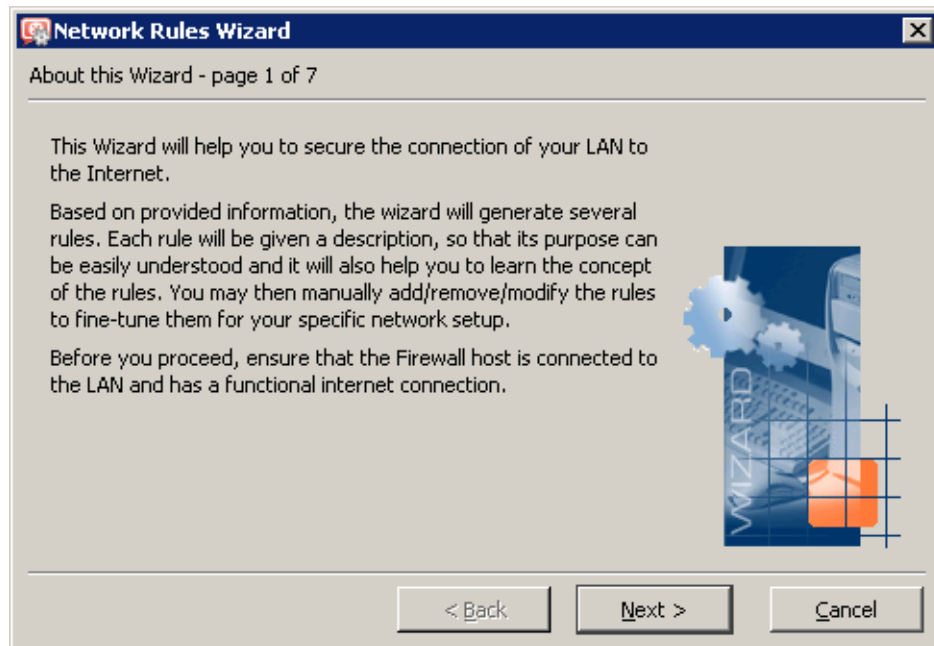 Network Rules Wizard
About this Wizard - page 1 of 7
This Wizard will help you to secure the connection of your LAN to
the Internet.
Based on provided information, the wizard will generate several
rules. Each rule will be given a description, so that its purpose can
be easily understood and it will also help you to learn the concept
of the rules. You may then manually add/remove/modify the rules
to fine-tune them for your specific network setup.
Before you proceed, ensure that the Firewall host is connected to
the LAN and has a functional internet connection.
WIZARD
< Back
Next >
Cancel